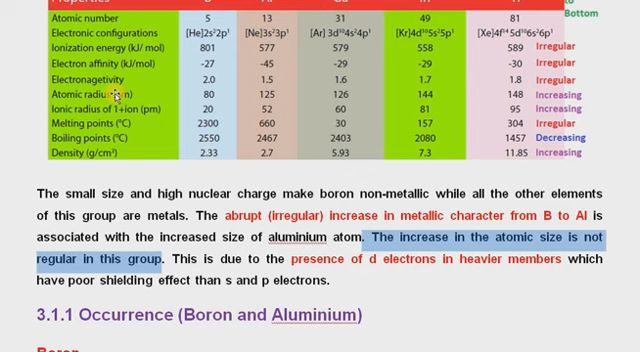 to
Bottom
Atomic number 5 13 31 49 81
Electronic configurations [He]2s²2p¹ [Ne]3s²3p¹ [Ar] 3d¹⁰4s²4p¹ [Kr]4d¹⁰5s²5p¹ [Xe]4f¹⁴ 5d¹⁰6s²6p¹
Ionization energy (kJ/ mol) 801 577 579 558 589 Irregular
Electron affinity (kJ/mol) -27 -45 -29 -29 -30 Irregular
Electronagetivity 2.0 1.5 1.6 1.7 1.8 Irregular
Atomic 80 125 126 144 148 Increasing
Ionic radius of 1+ion (pm) 20 52 60 81 95 Increasing
Melting points (°C) 2300 660 30 157 304 Irregular
Boiling points (°C) 2550 2467 2403 2080 1457 Decreasing
Density (g/cm³) 2.33 2.7 5.93 7.3 11.85 Increasing
The small size and high nuclear charge make boron non-metallic while all the other elements
of this group are metals. The abrupt (irregular) increase in metallic character from B to Al is
associated with the increased size of aluminium atom. The increase in the atomic size is not
regular in this group. This is due to the presence of d electrons in heavier members which
have poor shielding effect than s and p electrons.
3.1.1 Occurrence (Boron and Aluminium)
Boron